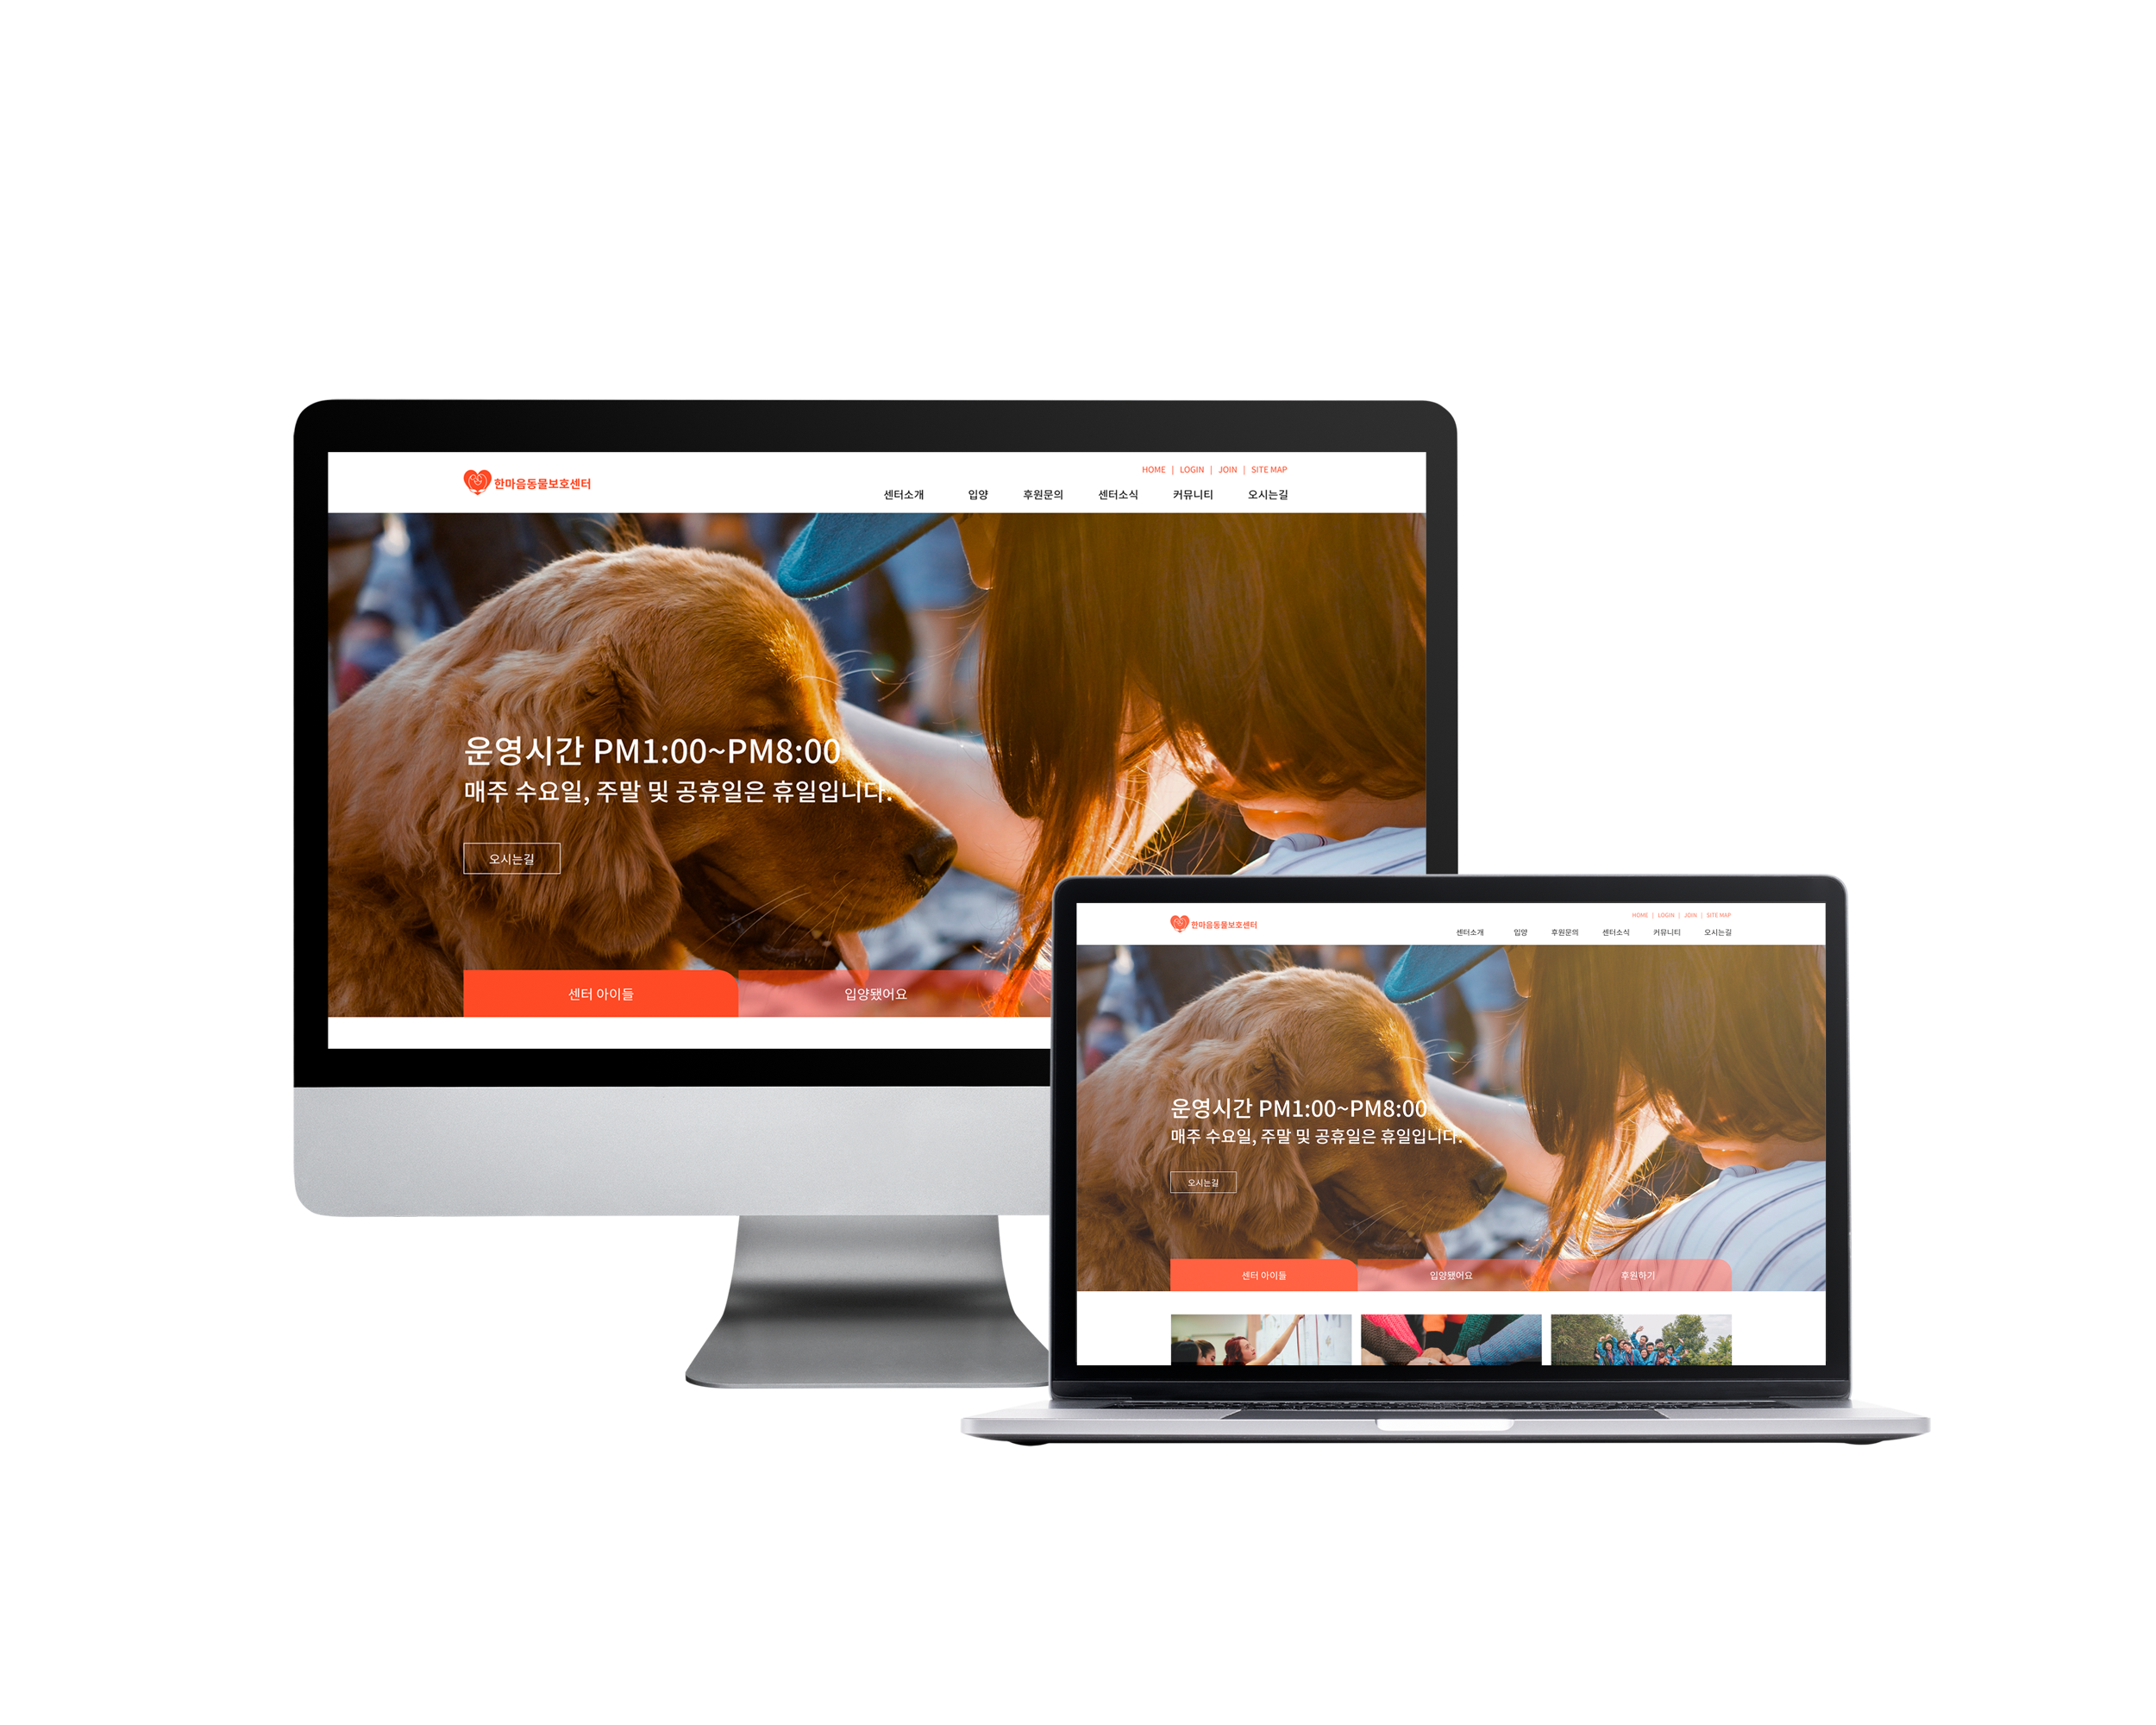 한마음동물보호센터
HOME | LOGIN | JOIN | SITE MAP
센터소개 입양 후원문의 센터소식 커뮤니티 오시는길
운영시간 PM1:00~PM8:00
매주 수요일, 주말 및 공휴일은 휴일입니다.
오시는길
센터 아이들 입양됐어요
한마음동물보호센터
HOME | LOGIN | JOIN | SITE MAP
센터소개 입양 후원문의 센터소식 커뮤니티 오시는길
운영시간 PM1:00~PM8:00
매주 수요일, 주말 및 공휴일은 휴일입니다.
오시는길
센터 아이들 입양됐어요 후원하기